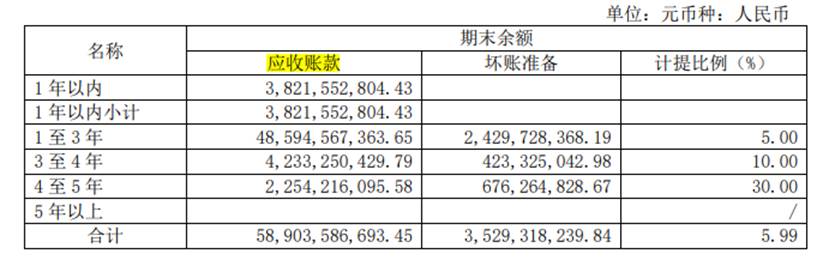 单位：元币种：人民币
名称 期末余额
应收账款 坏账准备 计提比例（%）
1 年以内 3,821,552,804.43
1 年以内小计 3,821,552,804.43
1 至 3 年 48,594,567,363.65 2,429,728,368.19 5.00
3 至 4 年 4,233,250,429.79 423,325,042.98 10.00
4 至 5 年 2,254,216,095.58 676,264,828.67 30.00
5 年以上 /
合计 58,903,586,693.45 3,529,318,239.84 5.99